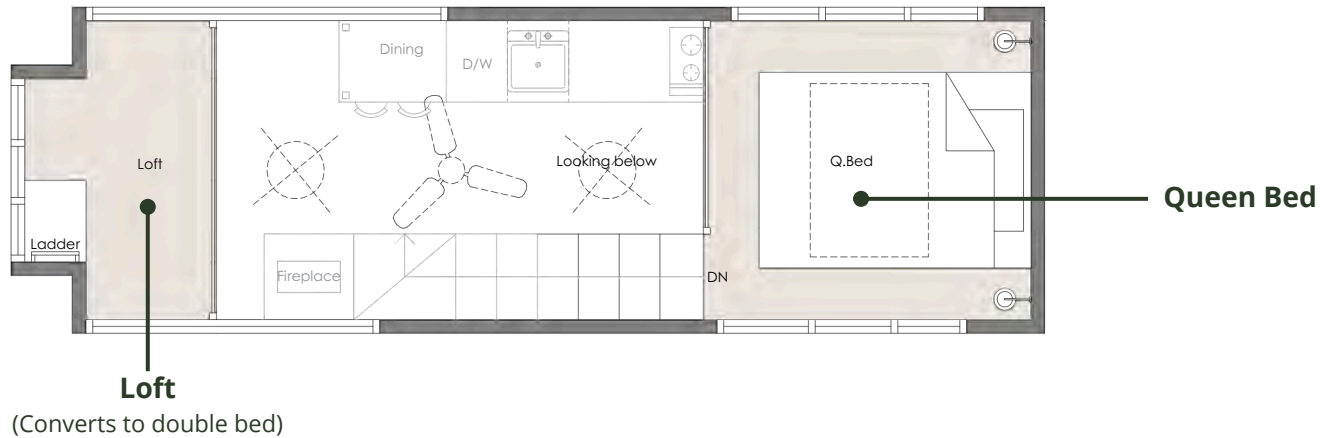 Dining
D/W
Loft
Looking below
Q.Bed
Queen Bed
Ladder
Fireplace
DN
Loft
(Converts to double bed)